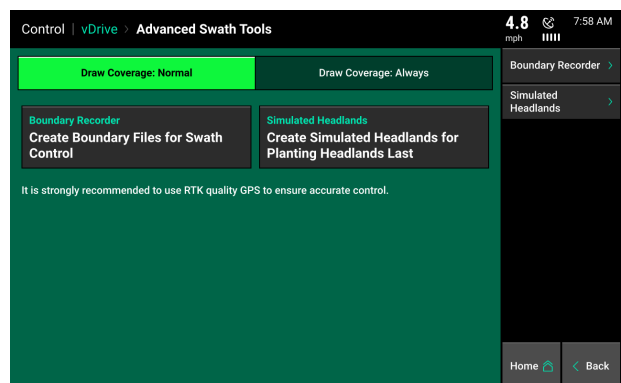 Control | vDrive > Advanced Swath Tools
4.8
mph
7:58 AM
Draw Coverage: Normal
Draw Coverage: Always
Boundary Recorder
Create Boundary Files for Swath
Control
Simulated Headlands
Create Simulated Headlands for
Planting Headlands Last
It is strongly recommended to use RTK quality GPS to ensure accurate control.
Boundary Recorder >
Simulated
Headlands >
Home
< Back